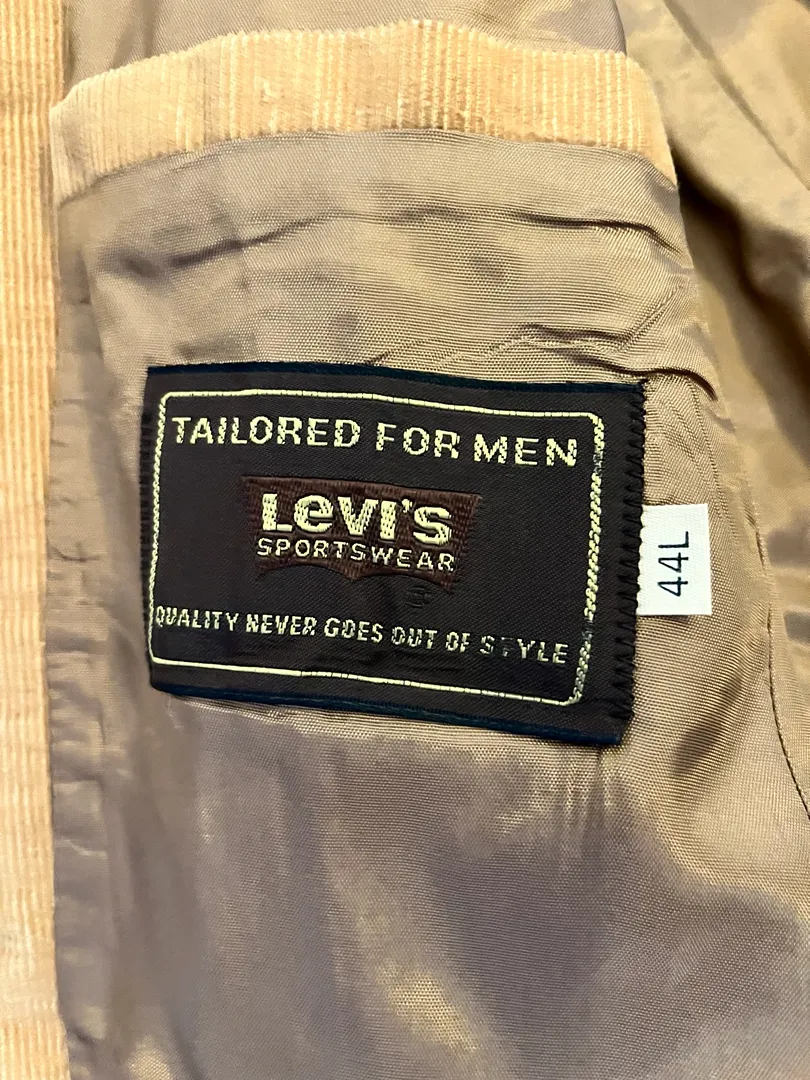 TAILORED FOR MEN
Levi's
SPORTSWEAR
QUALITY NEVER GOES OUT OF STYLE
44L